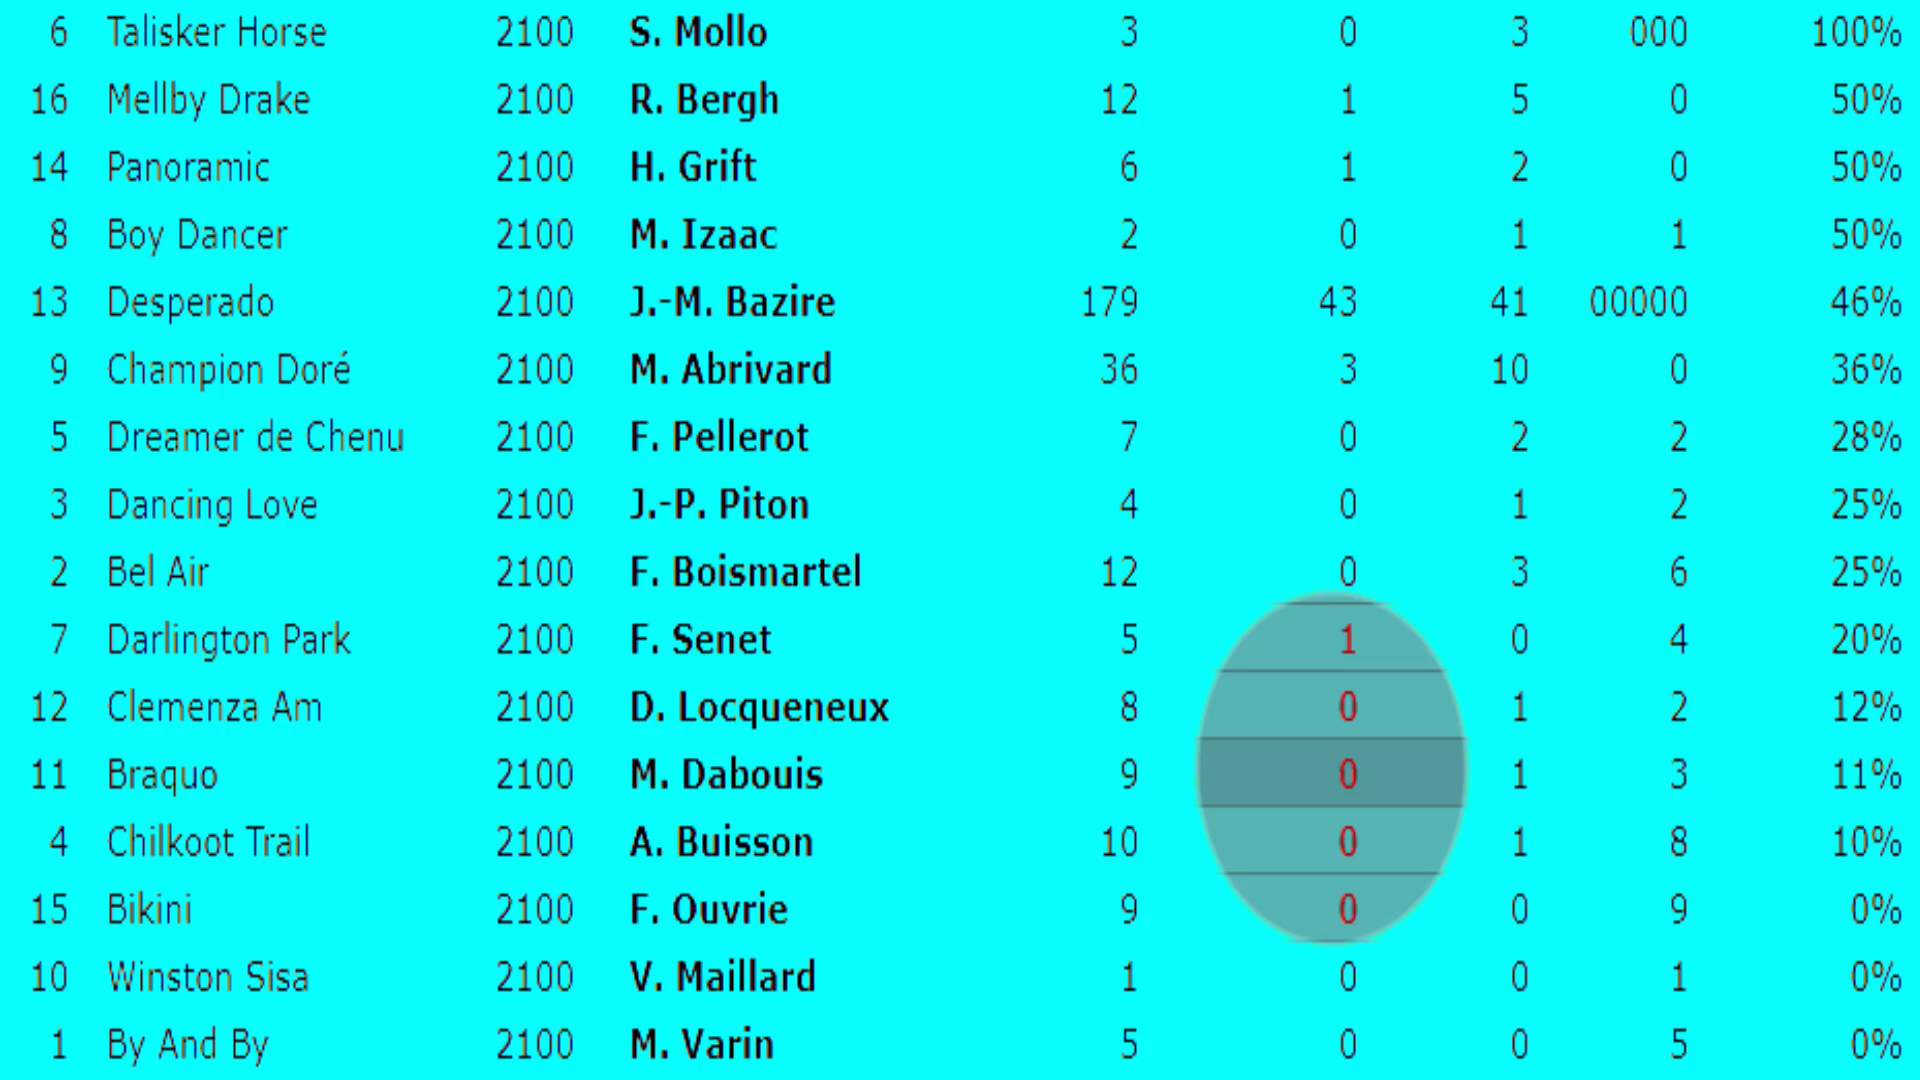 6 Talisker Horse 2100 S. Mollo 3 0 3 000 100%
16 Mellby Drake 2100 R. Bergh 12 1 5 0 50%
14 Panoramic 2100 H. Grift 6 1 2 0 50%
8 Boy Dancer 2100 M. Izaac 2 0 1 1 50%
13 Desperado 2100 J.-M. Bazire 179 43 41 00000 46%
9 Champion Doré 2100 M. Abrivard 36 3 10 0 36%
5 Dreamer de Chenu 2100 F. Pellerot 7 0 2 2 28%
3 Dancing Love 2100 J.-P. Piton 4 0 1 2 25%
2 Bel Air 2100 F. Boismartel 12 0 3 6 25%
7 Darlington Park 2100 F. Senet 5 1 0 4 20%
12 Clemenza Am 2100 D. Locqueneux 8 0 1 2 12%
11 Braquo 2100 M. Dabouis 9 0 1 3 11%
4 Chilkoot Trail 2100 A. Buisson 10 0 1 8 10%
15 Bikini 2100 F. Ouvrie 9 0 0 9 0%
10 Winston Sisa 2100 V. Maillard 1 0 0 1 0%
1 By And By 2100 M. Varin 5 0 0 5 0%